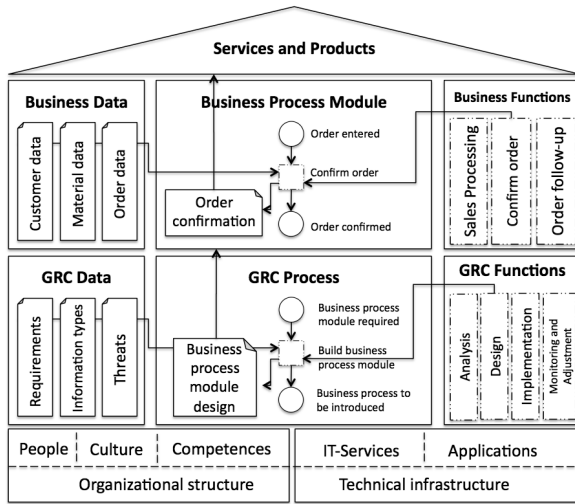 Services and Products
Business Data
Customer data
Material data
Order data
Business Process Module
Order entered
Confirm order
Order
confirmation
Order confirmed
Business Functions
Sales Processing
Confirm order
Order follow-up
GRC Data
Requirements
Information types
Threats
GRC Process
Business process
module required
Build business
process module
Business
process
module
design
Business process to
be introduced
GRC Functions
Analysis
Design
Implementation
Monitoring and
Adjustment
People
Culture
Competences
IT-Services
Applications
Organizational structure
Technical infrastructure